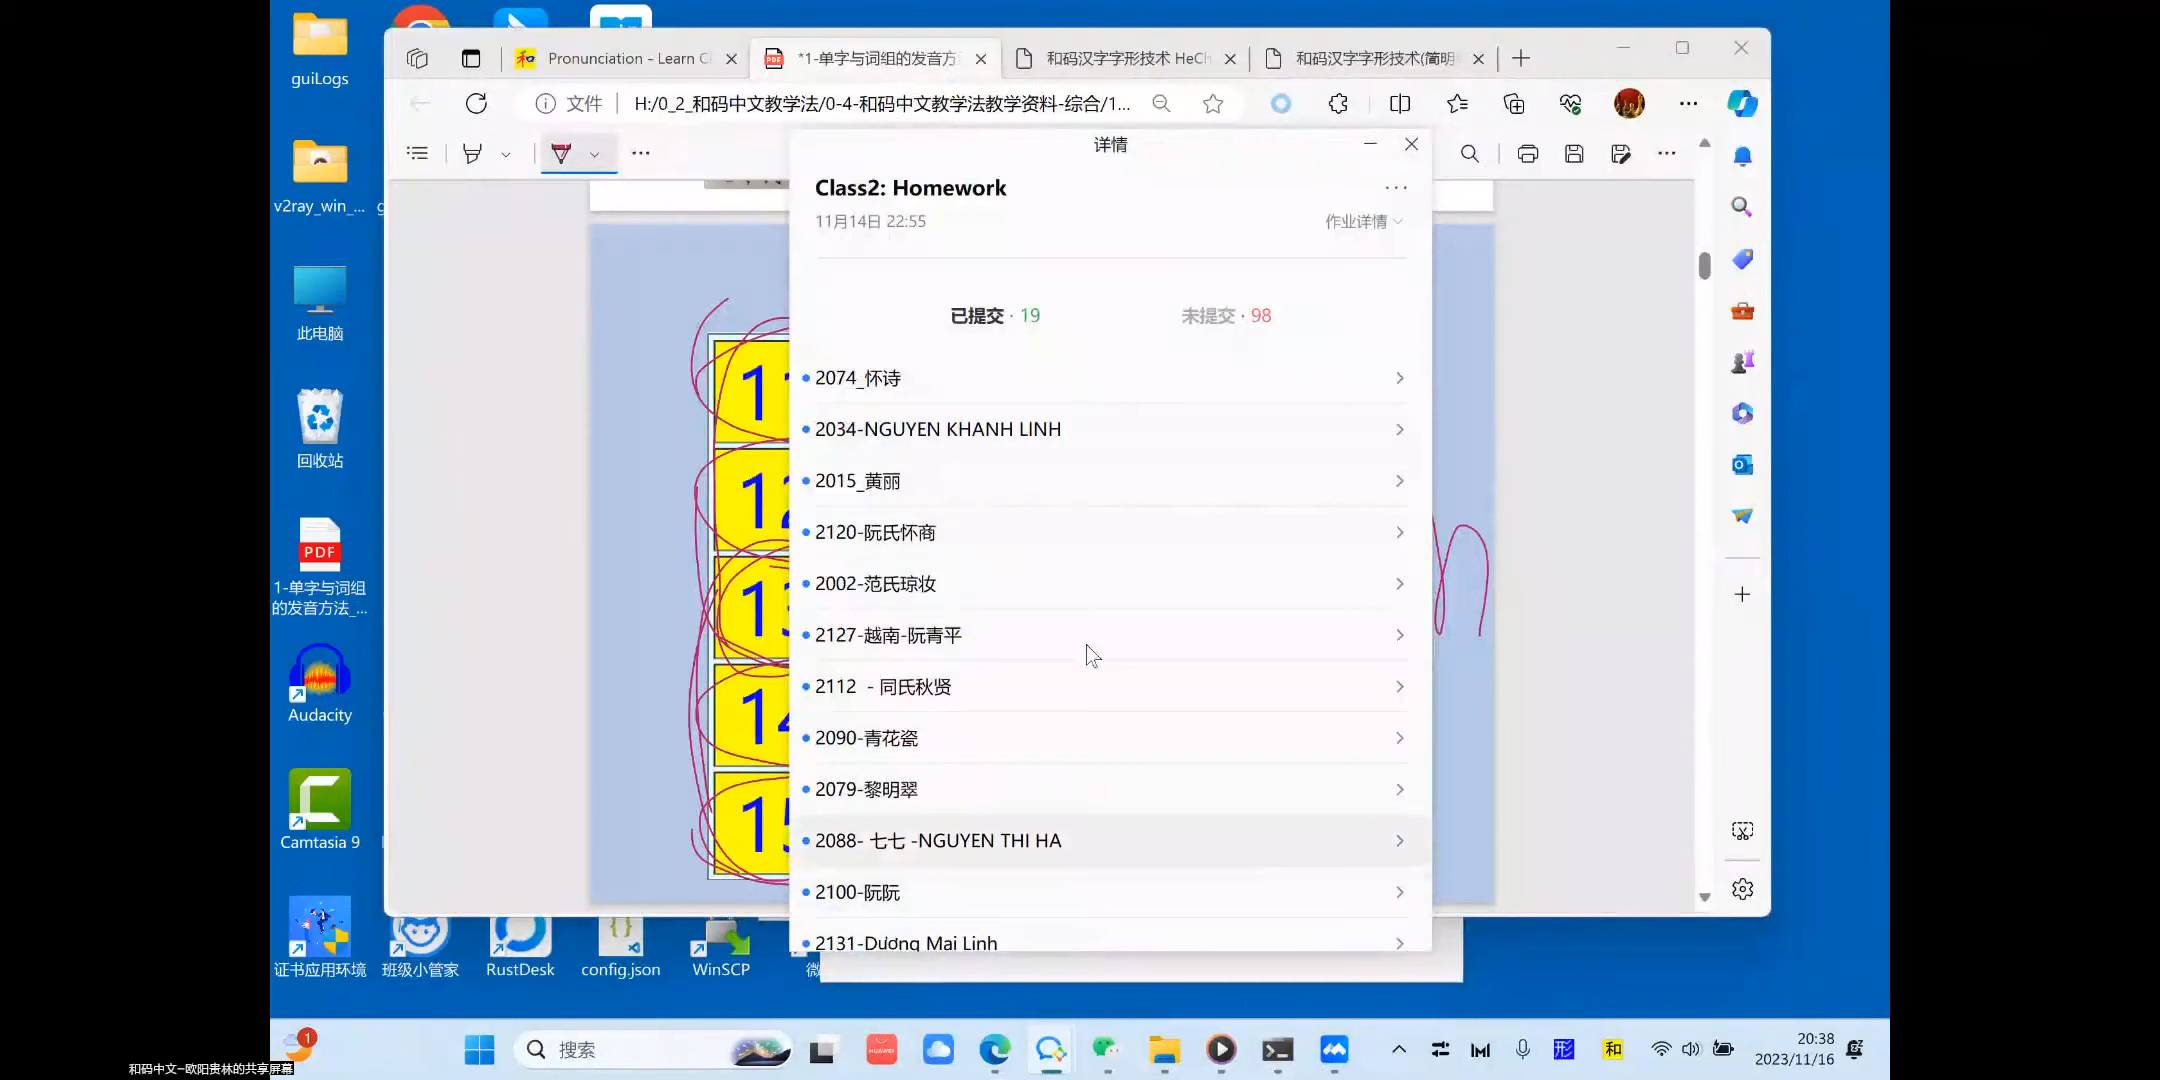 guiLogs
v2ray_win_...
此电脑
回收站
PDF
1-单字与词组
的发音方法_...
Audacity
Camtasia 9
证书应用环境
班级小管家
RustDesk
config.json
WinSCP
微
Pronunciation - Learn C
*1-单字与词组的发音方
和码汉字字形技术 HeCh
和码汉字字形技术(简明
文件
H:/0_2_和码中文教学法/0-4-和码中文教学法教学资料-综合/1...
详情
Class2: Homework
11月14日 22:55
作业详情
已提交 · 19
未提交 · 98
2074_怀诗
2034-NGUYEN KHANH LINH
2015_黄丽
2120-阮氏怀商
2002-范氏琼妆
2127-越南-阮青平
2112 - 同氏秋贤
2090-青花瓷
2079-黎明翠
2088- 七七 -NGUYEN THI HA
2100-阮阮
2131-Dương Mai Linh
1
搜索
HUAWEI
形
和
20:38
2023/11/16
和码中文-欧阳贵林的共享屏幕